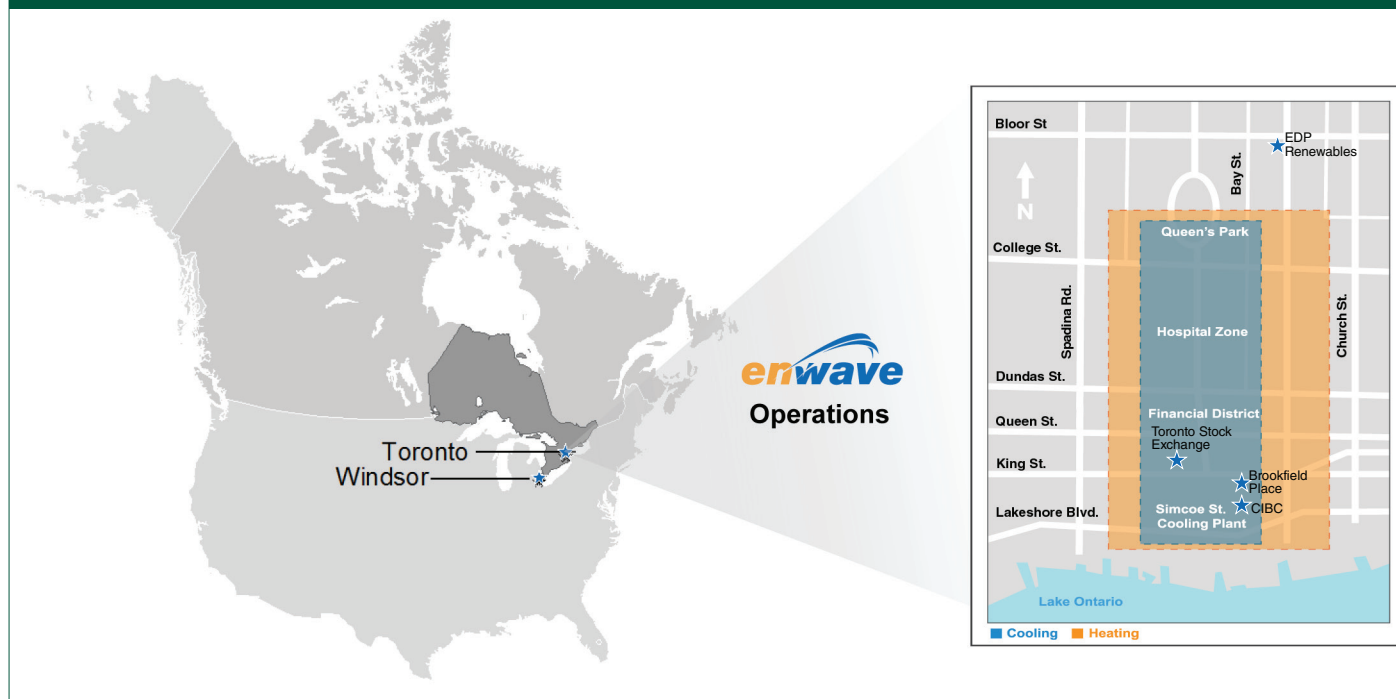 Toronto
Windsor
enwave
Operations
Bloor St
EDP
Renewables
Bay St.
N
Queen's Park
College St.
Spadina Rd.
Church St.
Hospital Zone
Dundas St.
Financial District
Queen St.
Toronto Stock
Exchange
King St.
Brookfield
Place
Lakeshore Blvd.
Simcoe St.
Cooling Plant
CIBC
Lake Ontario
Cooling
Heating